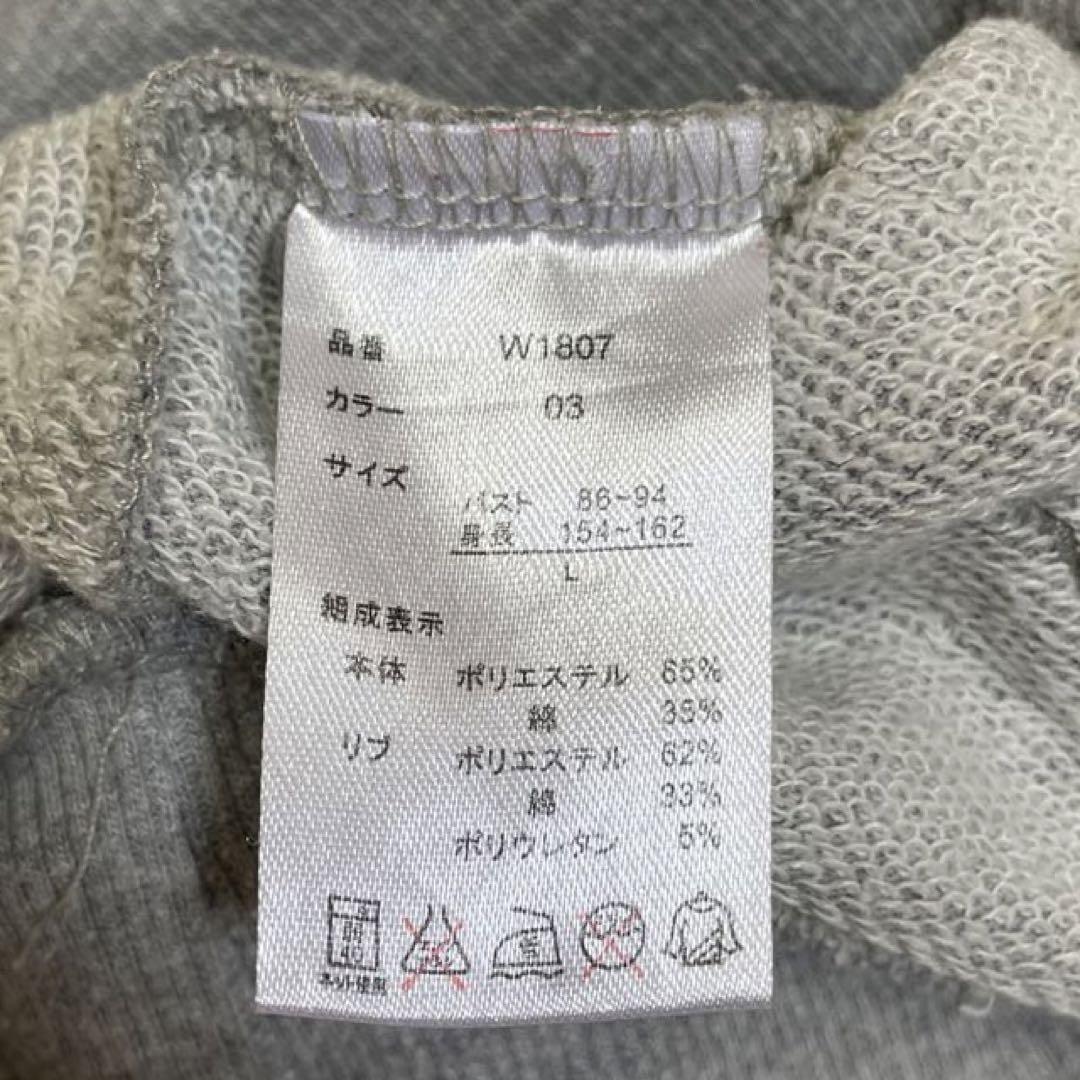 品番 W1807
カラー 03
サイズ
バスト 86~94
身長 154~162
L
組成表示
本体 ポリエステル 65%
綿 35%
リブ ポリエステル 62%
綿 33%
ポリウレタン 5%
40
ネット使用